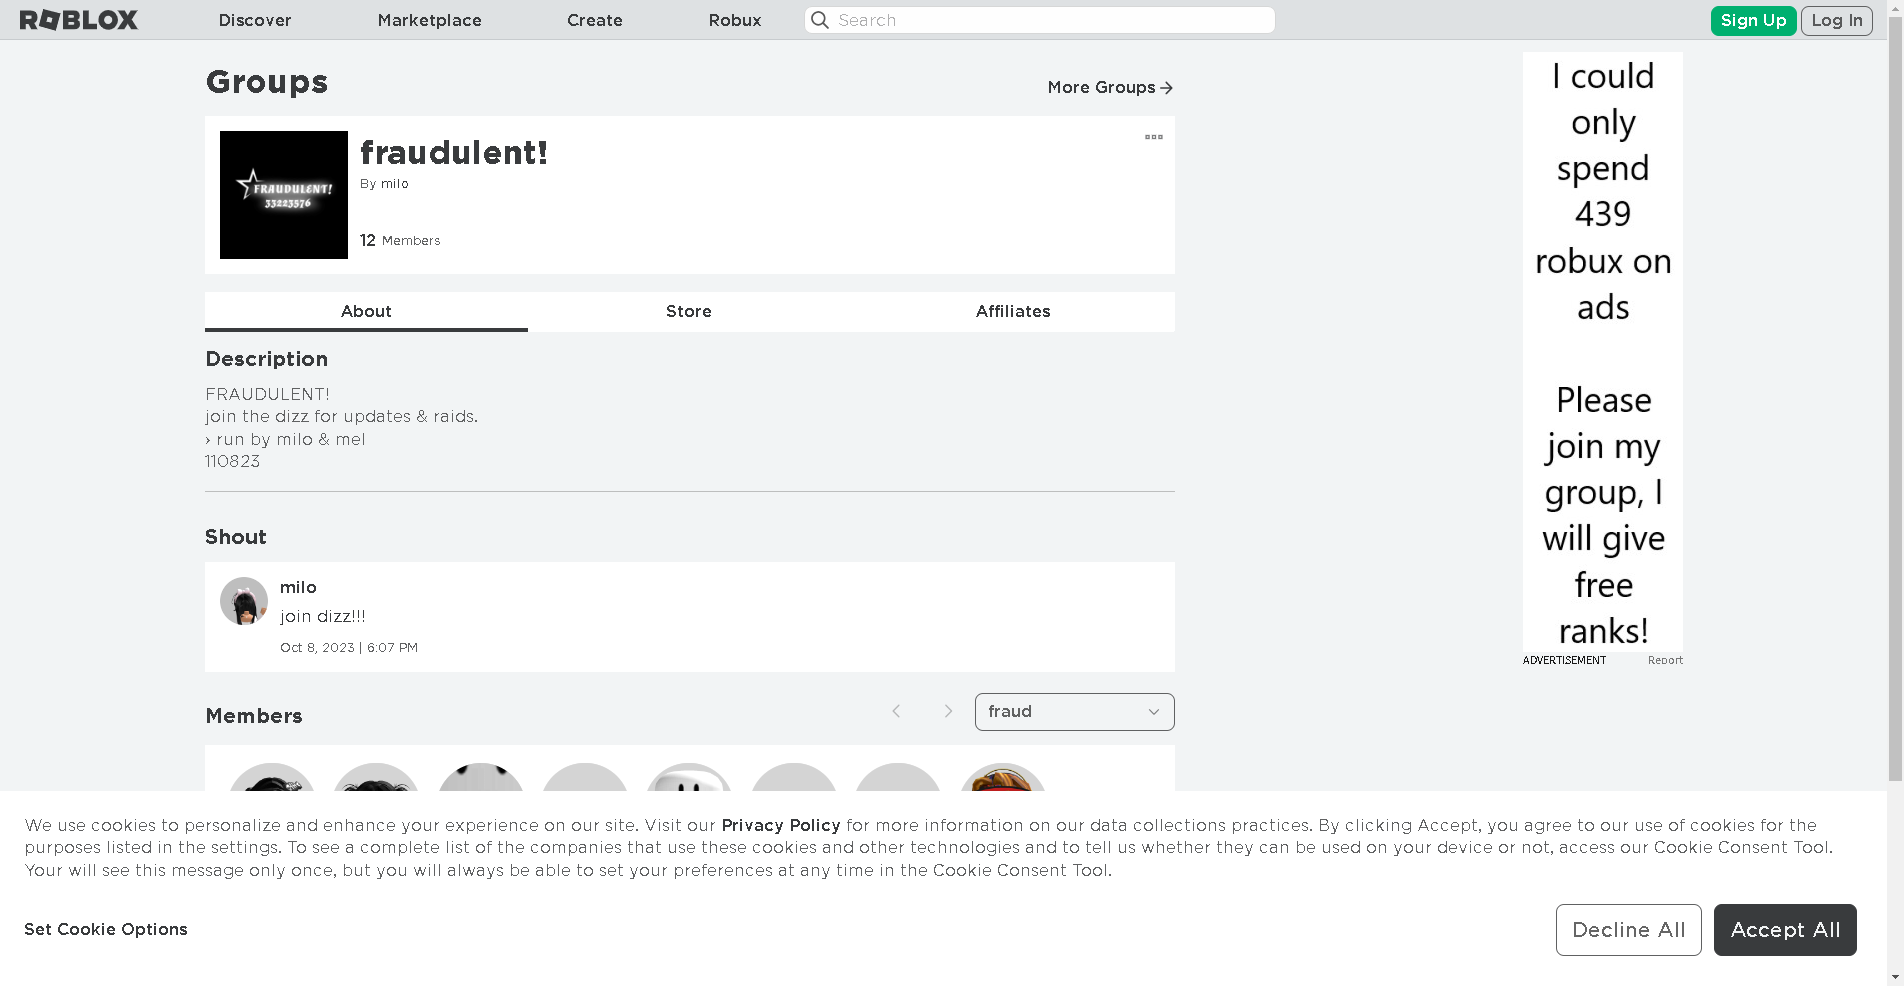 ROBLOX
Discover
Marketplace
Create
Robux
Search
Sign Up
Log In
Groups
More Groups
FRAUDULENT!
33223576
fraudulent!
By milo
12 Members
About
Store
Affiliates
Description
FRAUDULENT!
join the dizz for updates & raids.
› run by milo & mel
110823
Shout
milo
join dizz!!!
Oct 8, 2023 | 6:07 PM
Members
fraud
I could
only
spend
439
robux on
ads
Please
join my
group, I
will give
free
ranks!
ADVERTISEMENT
Report
We use cookies to personalize and enhance your experience on our site. Visit our Privacy Policy for more information on our data collections practices. By clicking Accept, you agree to our use of cookies for the
purposes listed in the settings. To see a complete list of the companies that use these cookies and other technologies and to tell us whether they can be used on your device or not, access our Cookie Consent Tool.
Your will see this message only once, but you will always be able to set your preferences at any time in the Cookie Consent Tool.
Set Cookie Options
Decline All
Accept All